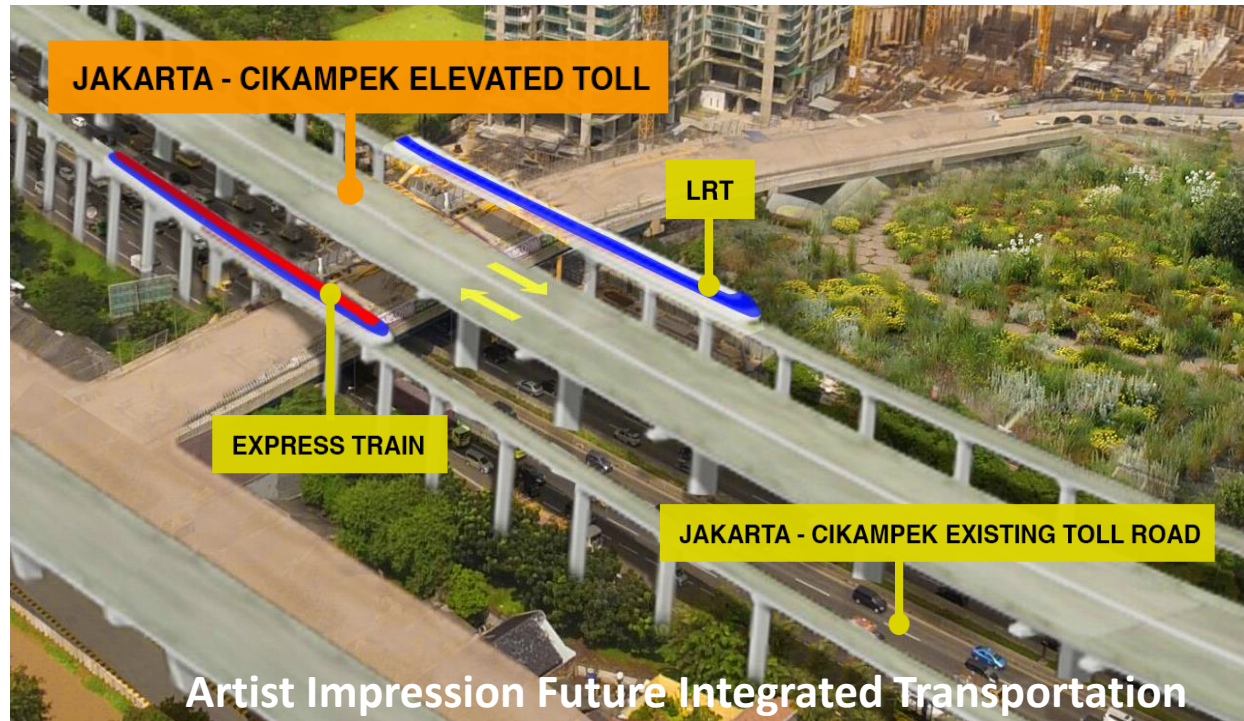 JAKARTA - CIKAMPEK ELEVATED TOLL
LRT
EXPRESS TRAIN
JAKARTA - CIKAMPEK EXISTING TOLL ROAD
Artist Impression Future Integrated Transportation